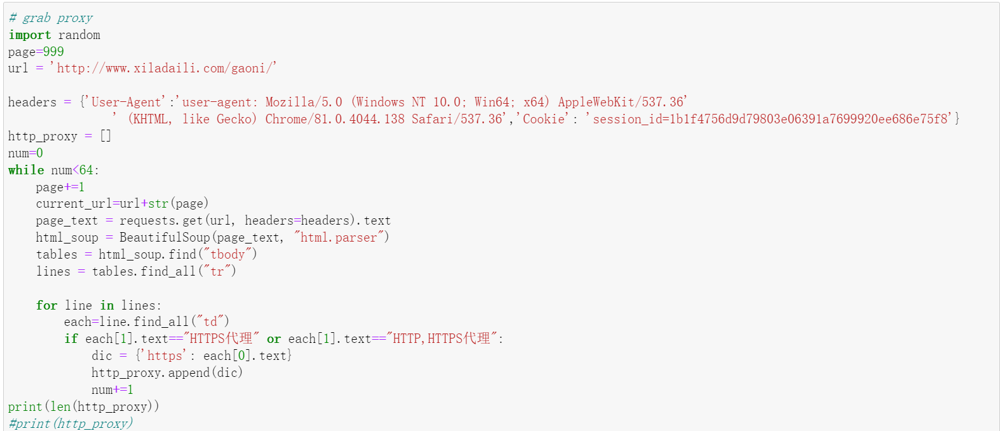 # grab proxy
import random
page=999
url = 'http://www.xiladaili.com/gaoni/'

headers = {'User-Agent':'user-agent: Mozilla/5.0 (Windows NT 10.0; Win64; x64) AppleWebKit/537.36'
               ' (KHTML, like Gecko) Chrome/81.0.4044.138 Safari/537.36','Cookie': 'session_id=1b1f4756d9d79803e06391a7699920ee686e75f8'}
http_proxy = []
num=0
while num<64:
    page+=1
    current_url=url+str(page)
    page_text = requests.get(url, headers=headers).text
    html_soup = BeautifulSoup(page_text, "html.parser")
    tables = html_soup.find("tbody")
    lines = tables.find_all("tr")

    for line in lines:
        each=line.find_all("td")
        if each[1].text=="HTTPS代理" or each[1].text=="HTTP,HTTPS代理":
            dic = {'https': each[0].text}
            http_proxy.append(dic)
            num+=1
print(len(http_proxy))
#print(http_proxy)